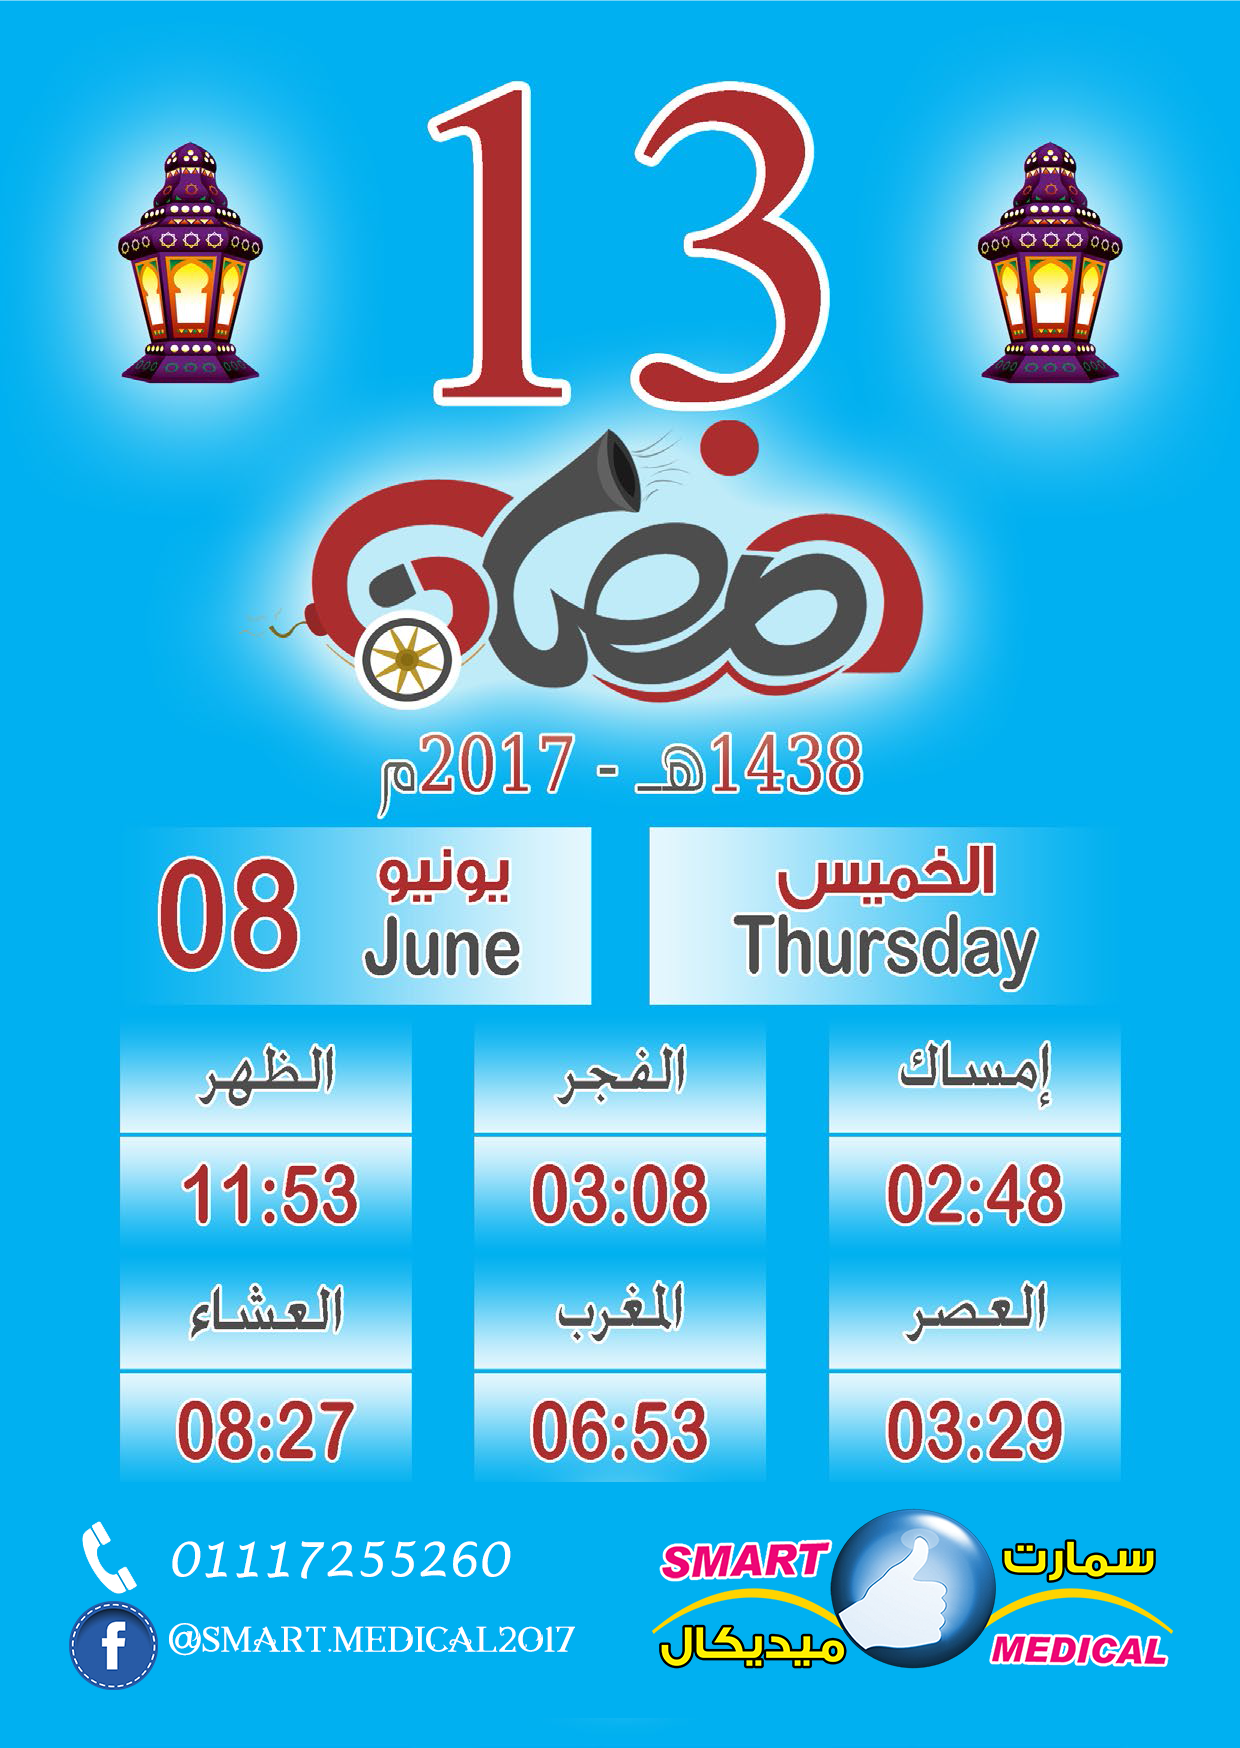 13
رمضان
1438هـ - 2017م
الخميس
Thursday
يونيو
June
08
إمساك
الفجر
الظهر
02:48
03:08
11:53
العصر
المغرب
العشاء
03:29
06:53
08:27
01117255260
@SMART.MEDICAL2017
SMART سمارت
ميديكال MEDICAL